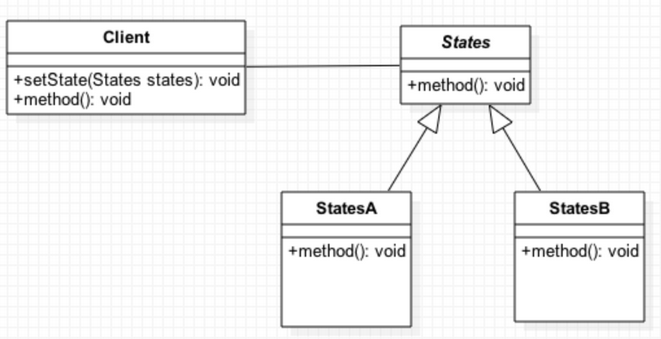 Client
+setState(States states): void
+method(): void
States
+method(): void
StatesA
+method(): void
StatesB
+method(): void